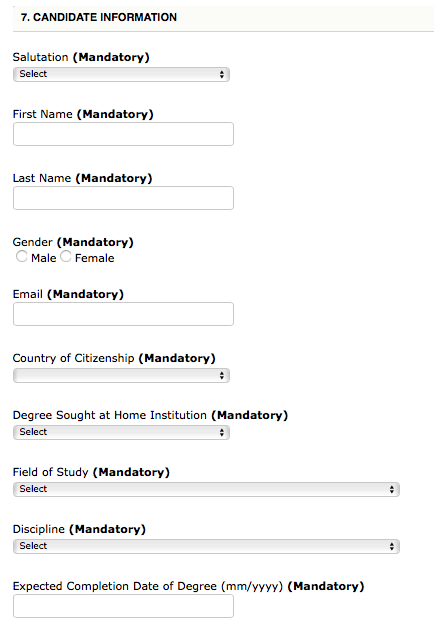 7. CANDIDATE INFORMATION
Salutation (Mandatory)
Select
First Name (Mandatory)
Last Name (Mandatory)
Gender (Mandatory)
Male Female
Email (Mandatory)
Country of Citizenship (Mandatory)
Degree Sought at Home Institution (Mandatory)
Select
Field of Study (Mandatory)
Select
Discipline (Mandatory)
Select
Expected Completion Date of Degree (mm/yyyy) (Mandatory)